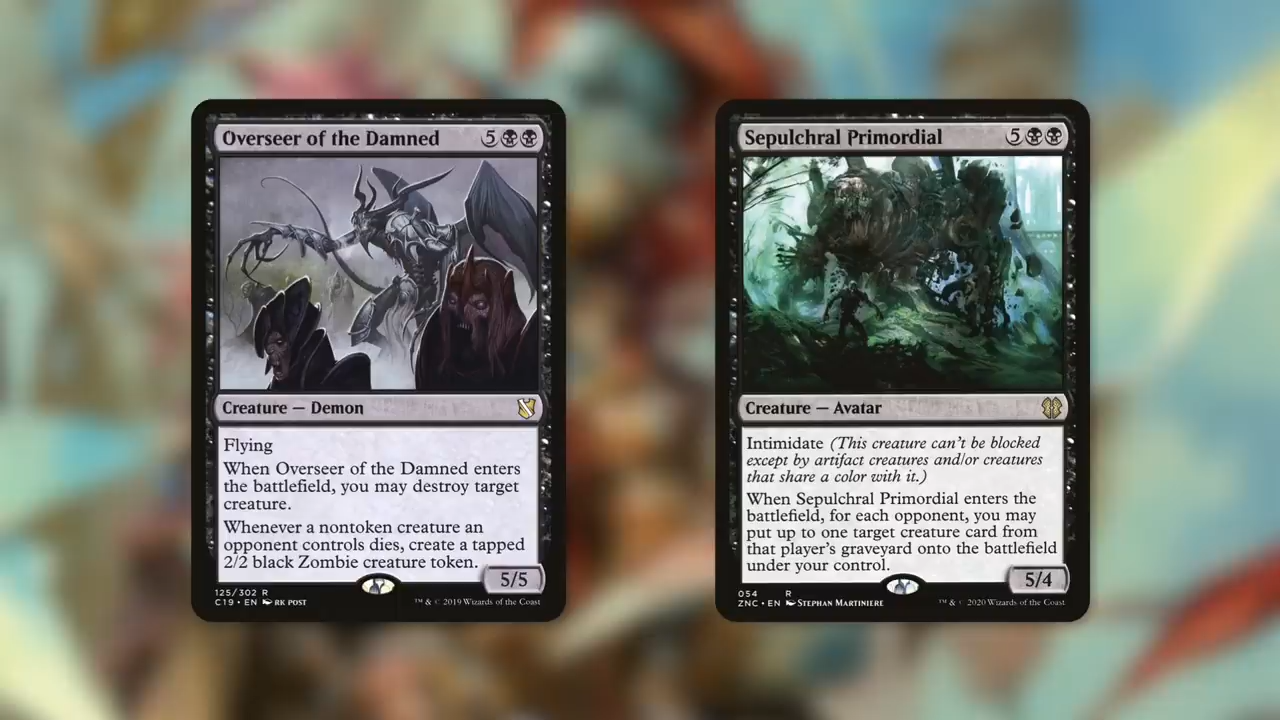 Overseer of the Damned 5
Creature — Demon
Flying
When Overseer of the Damned enters
the battlefield, you may destroy target
creature.
Whenever a nontoken creature an
opponent controls dies, create a tapped
2/2 black Zombie creature token.
5/5
125/302 R
C19 • EN RK POST
™ & © 2019 Wizards of the Coast
Sepulchral Primordial 5
Creature — Avatar
Intimidate (This creature can't be blocked
except by artifact creatures and/or creatures
that share a color with it.)
When Sepulchral Primordial enters the
battlefield, for each opponent, you may
put up to one target creature card from
that player's graveyard onto the battlefield
under your control.
5/4
054 R
ZNC • EN STEPHAN MARTINIERE
™ & © 2020 Wizards of the Coast